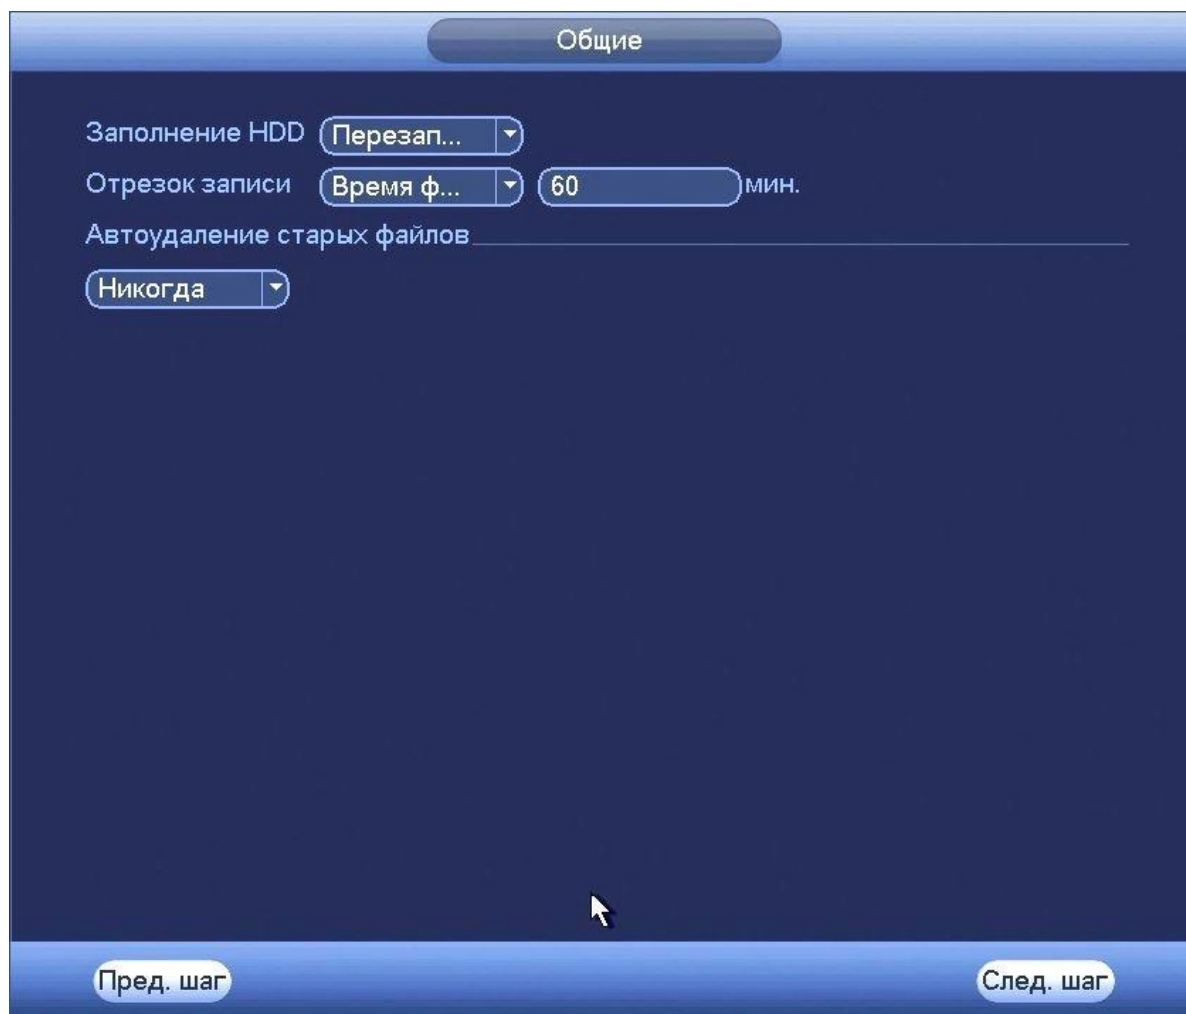 Общие
Заполнение HDD Перезап...
Отрезок записи Время ф... 60 мин.
Автоудаление старых файлов
Никогда
Пред. шаг След. шаг